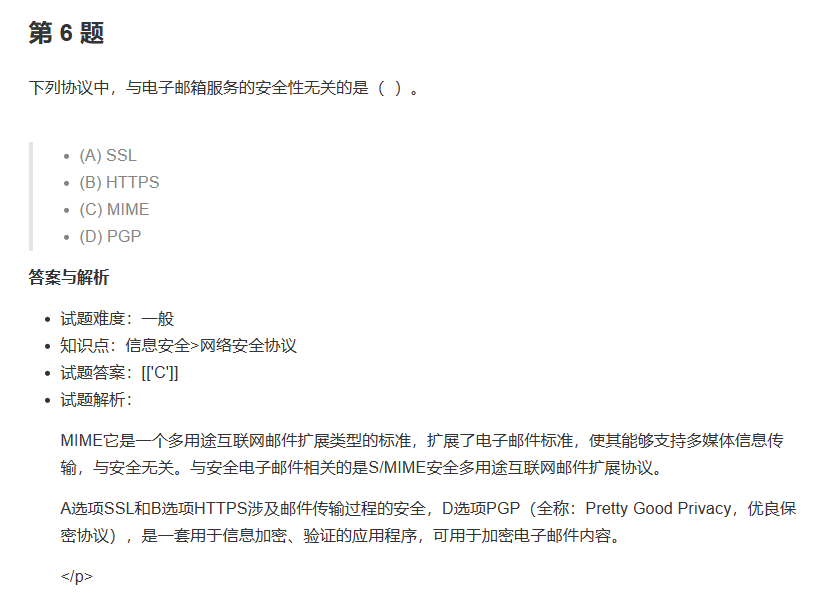 第 6 题
下列协议中，与电子邮箱服务的安全性无关的是（  ）。
(A) SSL
(B) HTTPS
(C) MIME
(D) PGP
答案与解析
试题难度：一般
知识点：信息安全>网络安全协议
试题答案：[['C']]
试题解析：
MIME它是一个多用途互联网邮件扩展类型的标准，扩展了电子邮件标准，使其能够支持多媒体信息传
输，与安全无关。与安全电子邮件相关的是S/MIME安全多用途互联网邮件扩展协议。
A选项SSL和B选项HTTPS涉及邮件传输过程的安全，D选项PGP（全称：Pretty Good Privacy，优良保
密协议），是一套用于信息加密、验证的应用程序，可用于加密电子邮件内容。
</p>